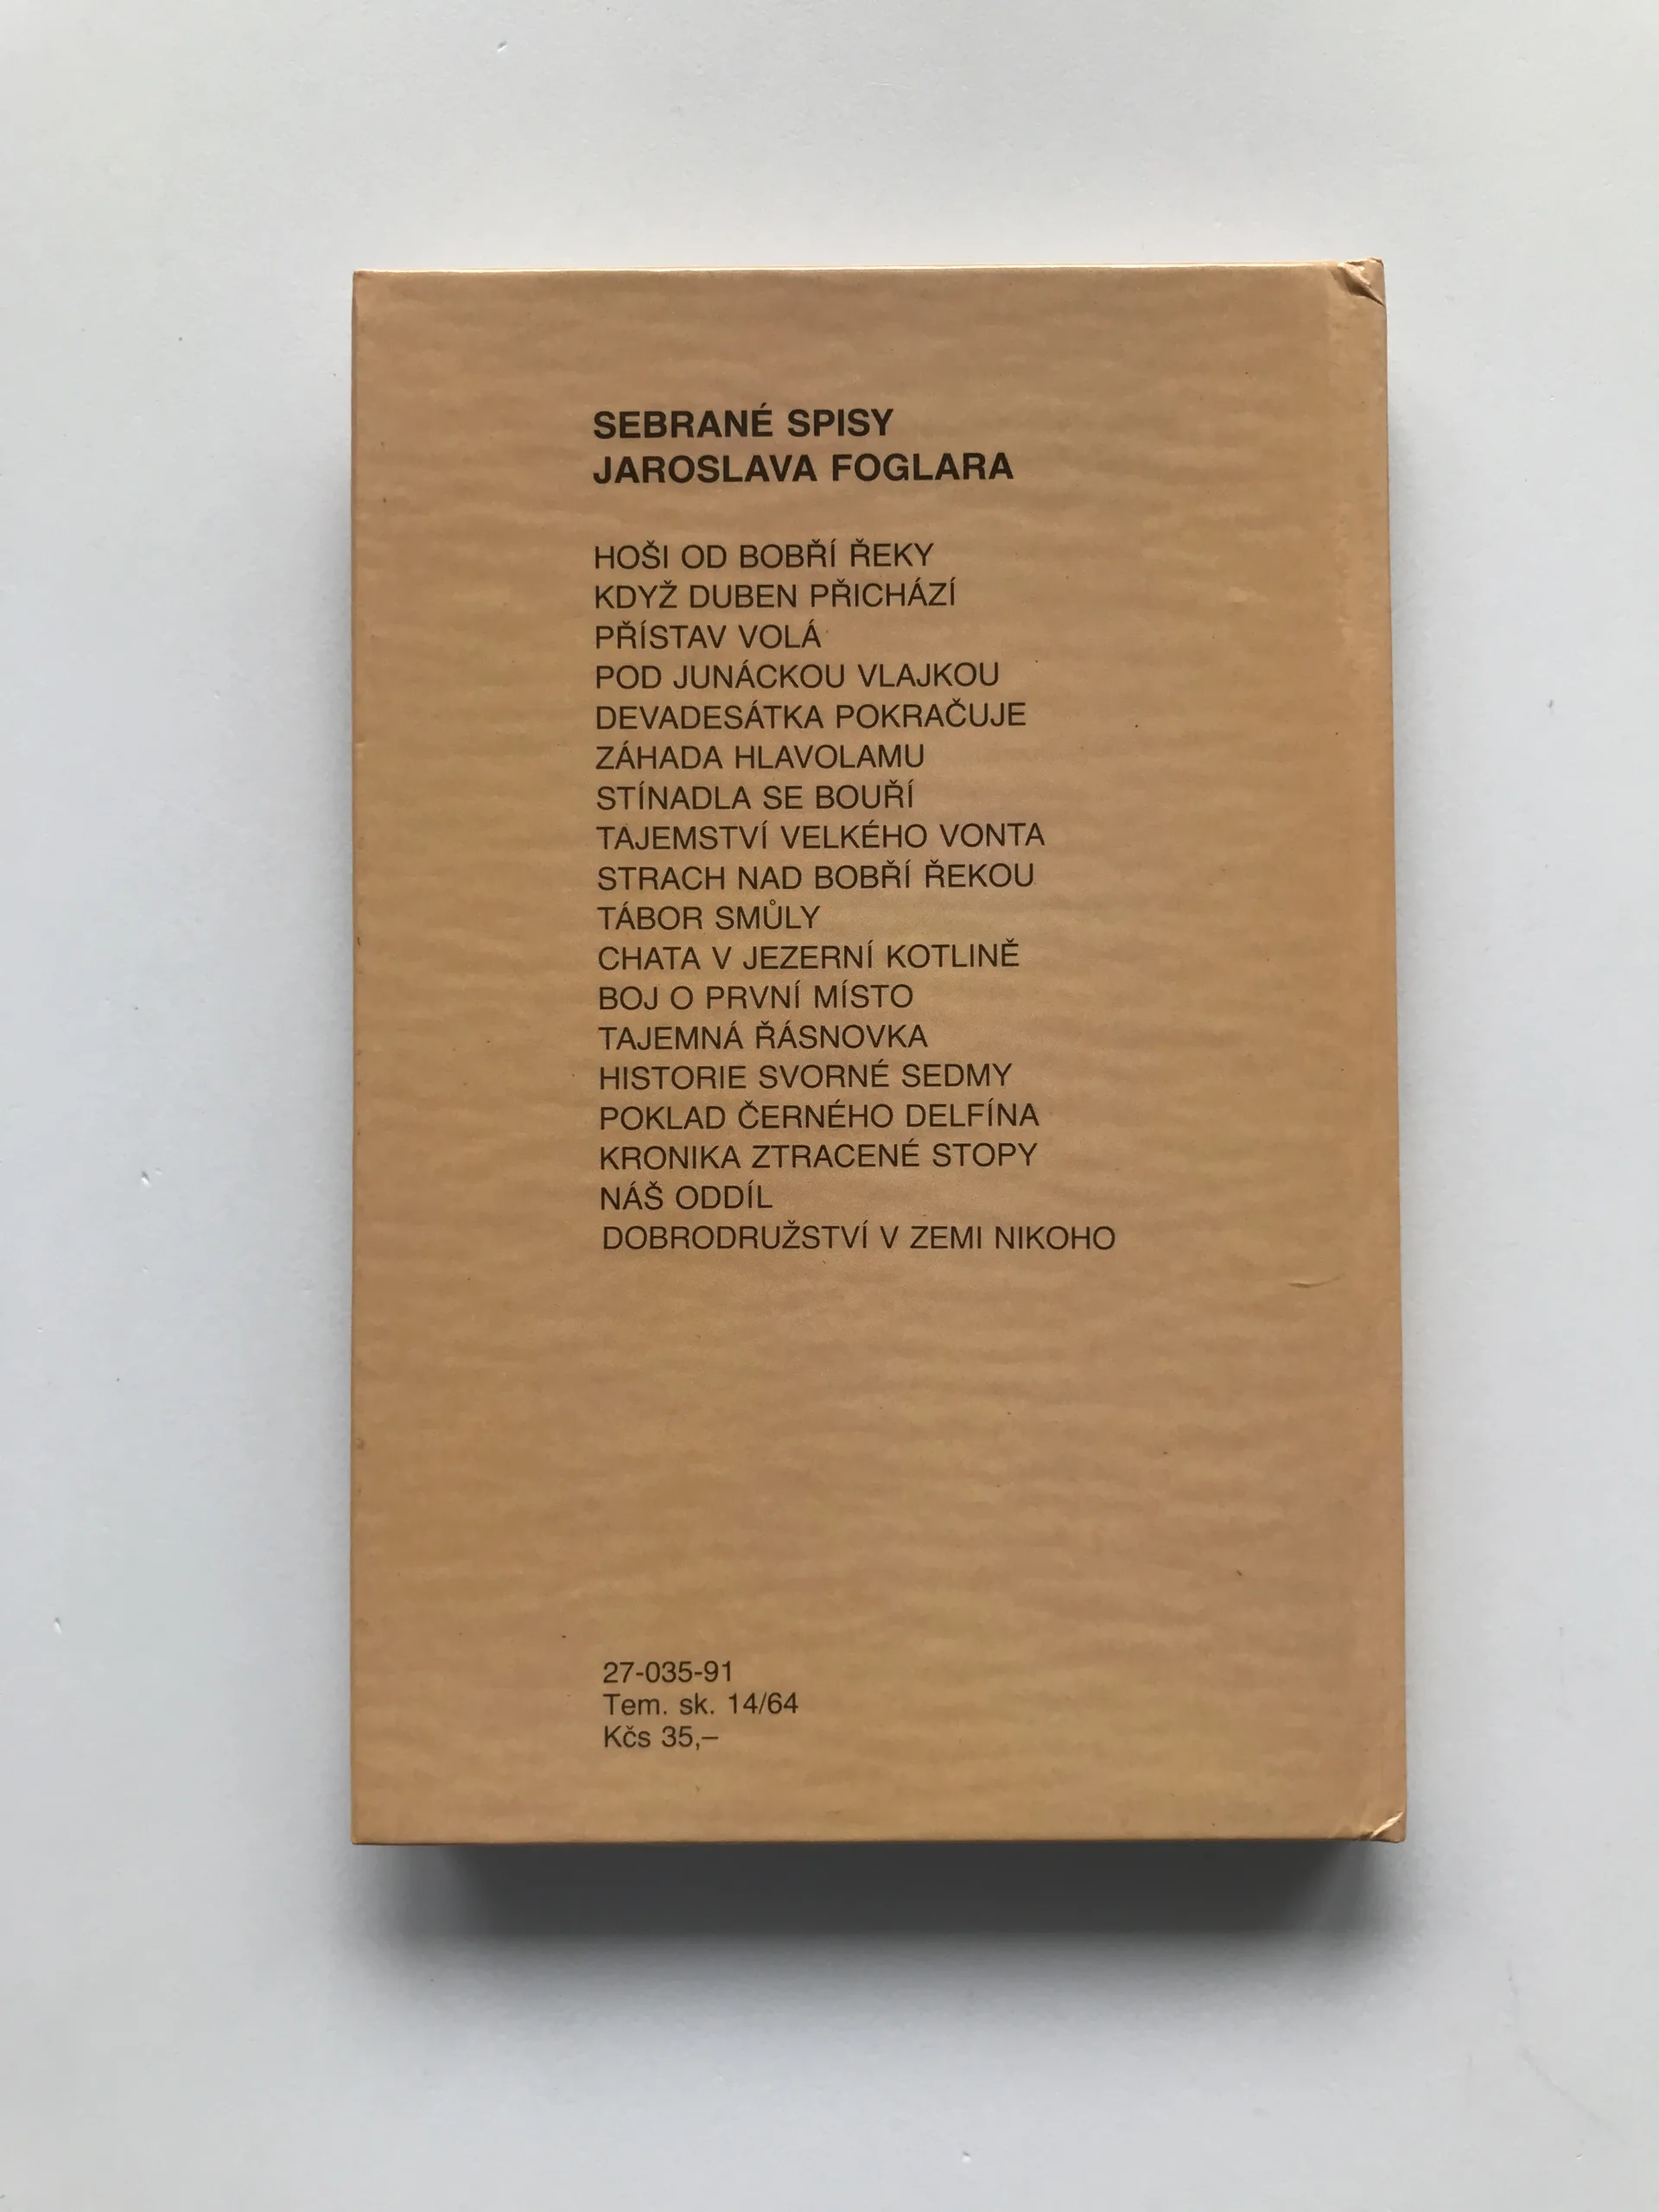 SEBRANÉ SPISY
JAROSLAVA FOGLARA
HOŠI OD BOBŘÍ ŘEKY
KDYŽ DUBEN PŘICHÁZÍ
PŘÍSTAV VOLÁ
POD JUNÁCKOU VLAJKOU
DEVADESÁTKA POKRAČUJE
ZÁHADA HLAVOLAMU
STÍNADLA SE BOUŘÍ
TAJEMSTVÍ VELKÉHO VONTA
STRACH NAD BOBŘÍ ŘEKOU
TÁBOR SMŮLY
CHATA V JEZERNÍ KOTLINĚ
BOJ O PRVNÍ MÍSTO
TAJEMNÁ ŘÁSNOVKA
HISTORIE SVORNÉ SEDMY
POKLAD ČERNÉHO DELFÍNA
KRONIKA ZTRACENÉ STOPY
NÁŠ ODDÍL
DOBRODRUŽSTVÍ V ZEMI NIKOHO
27-035-91
Tem. sk. 14/64
Kčs 35,–